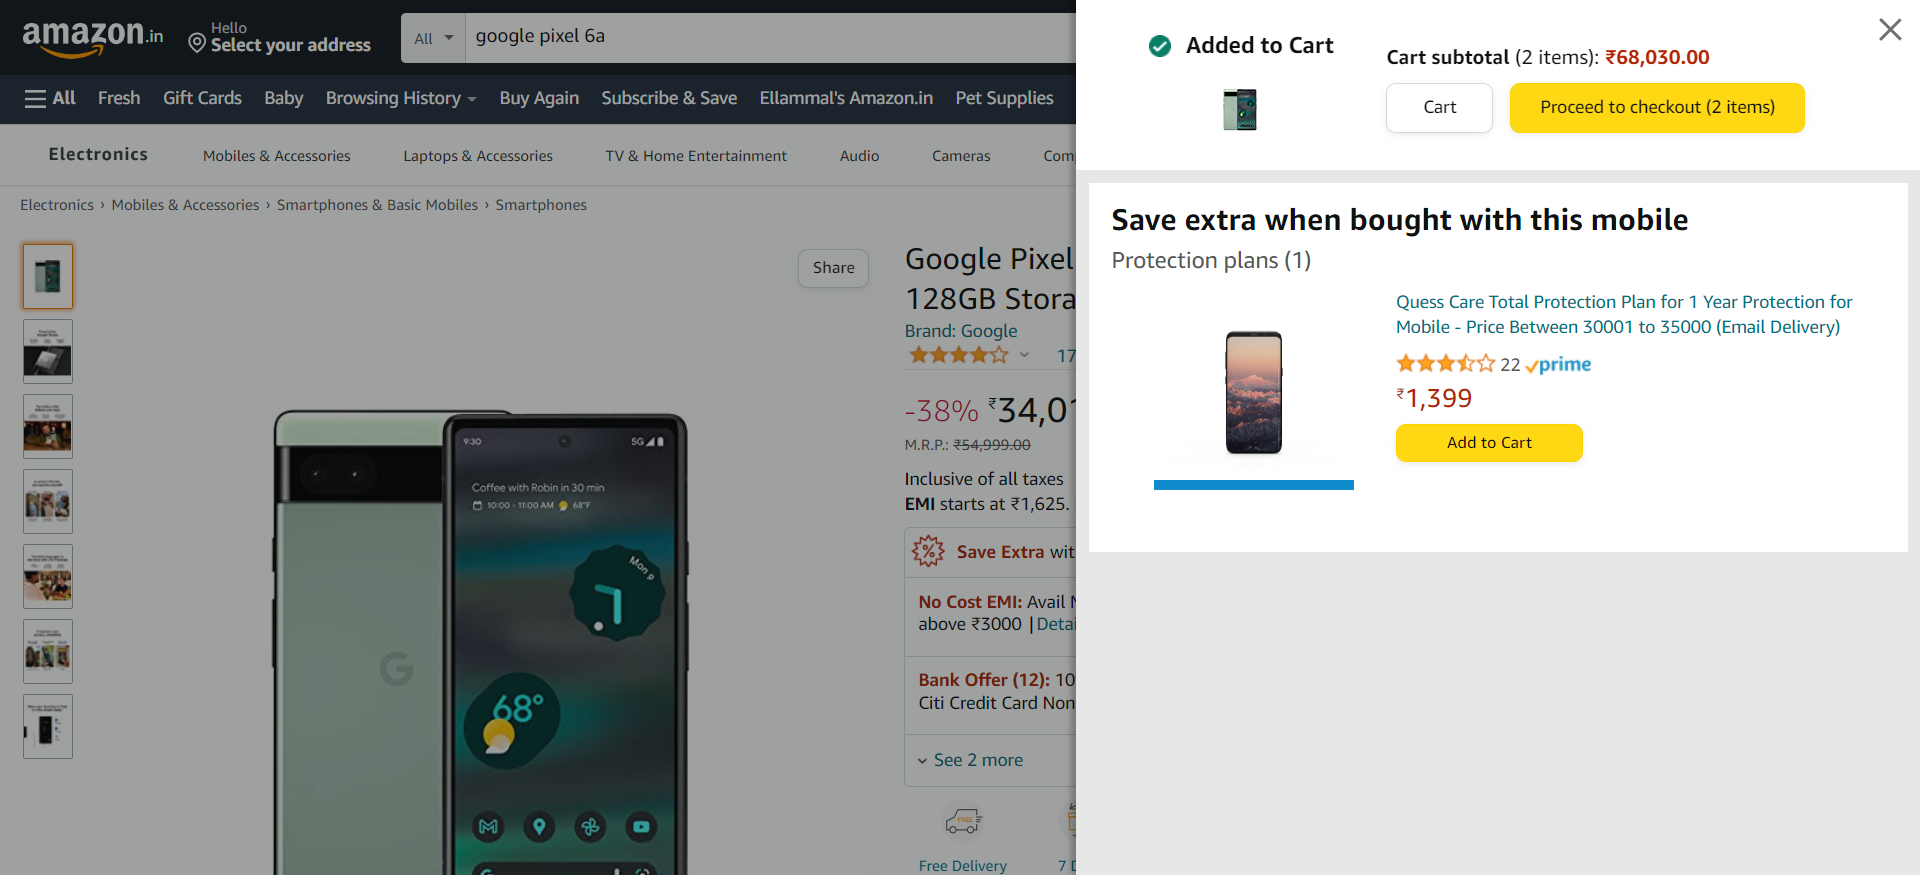 amazon.in
Hello
Select your address
All
google pixel 6a
All
Fresh
Gift Cards
Baby
Browsing History
Buy Again
Subscribe & Save
Ellammal's Amazon.in
Pet Supplies
Electronics
Mobiles & Accessories
Laptops & Accessories
TV & Home Entertainment
Audio
Cameras
Electronics › Mobiles & Accessories › Smartphones & Basic Mobiles › Smartphones
Share
Google Pixel
128GB Stora
Brand: Google
17
-38% ₹34,01
M.R.P.: ₹54,999.00
Inclusive of all taxes
EMI starts at ₹1,625.
Save Extra wit
No Cost EMI: Avail
above ₹3000 | Detai
Bank Offer (12): 10
Citi Credit Card Non
See 2 more
FREE
Free Delivery
7 D
9:30
5G
Coffee with Robin in 30 min
10:00 - 11:00 AM 68°F
Mon
68°
Added to Cart
Cart subtotal (2 items): ₹68,030.00
Cart
Proceed to checkout (2 items)
Save extra when bought with this mobile
Protection plans (1)
Quess Care Total Protection Plan for 1 Year Protection for
Mobile - Price Between 30001 to 35000 (Email Delivery)
22 prime
₹1,399
Add to Cart